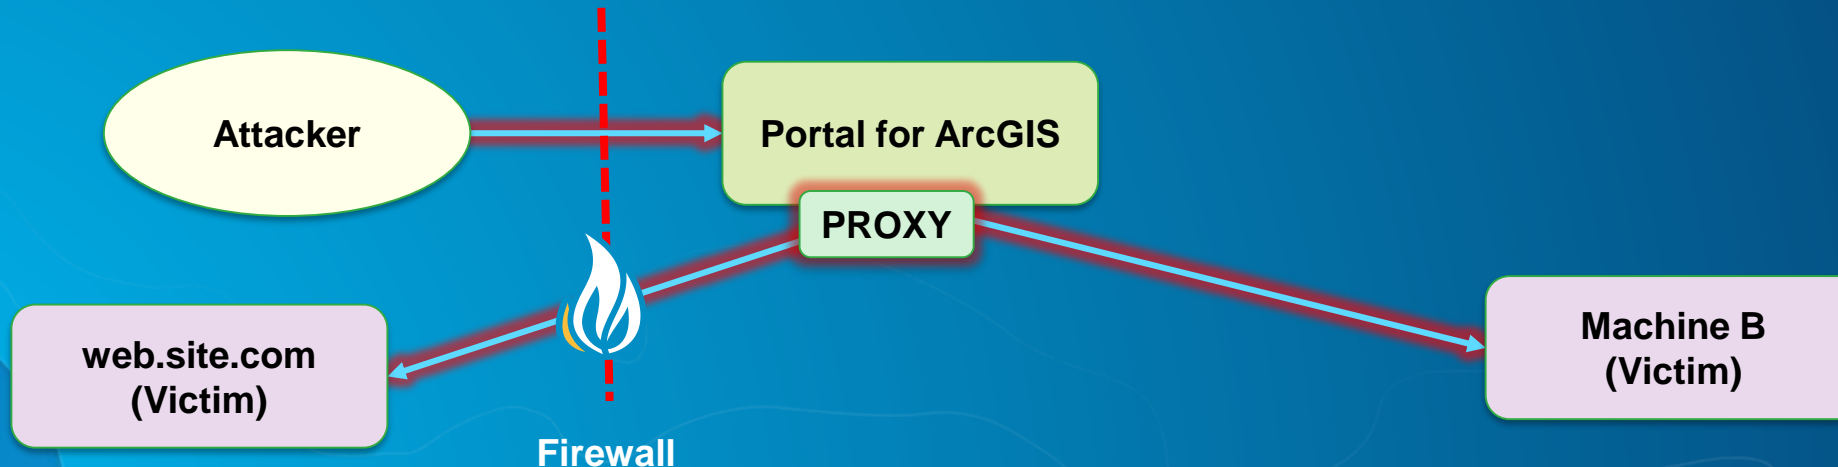 Attacker
Portal for ArcGIS
PROXY
web.site.com
(Victim)
Machine B
(Victim)
Firewall